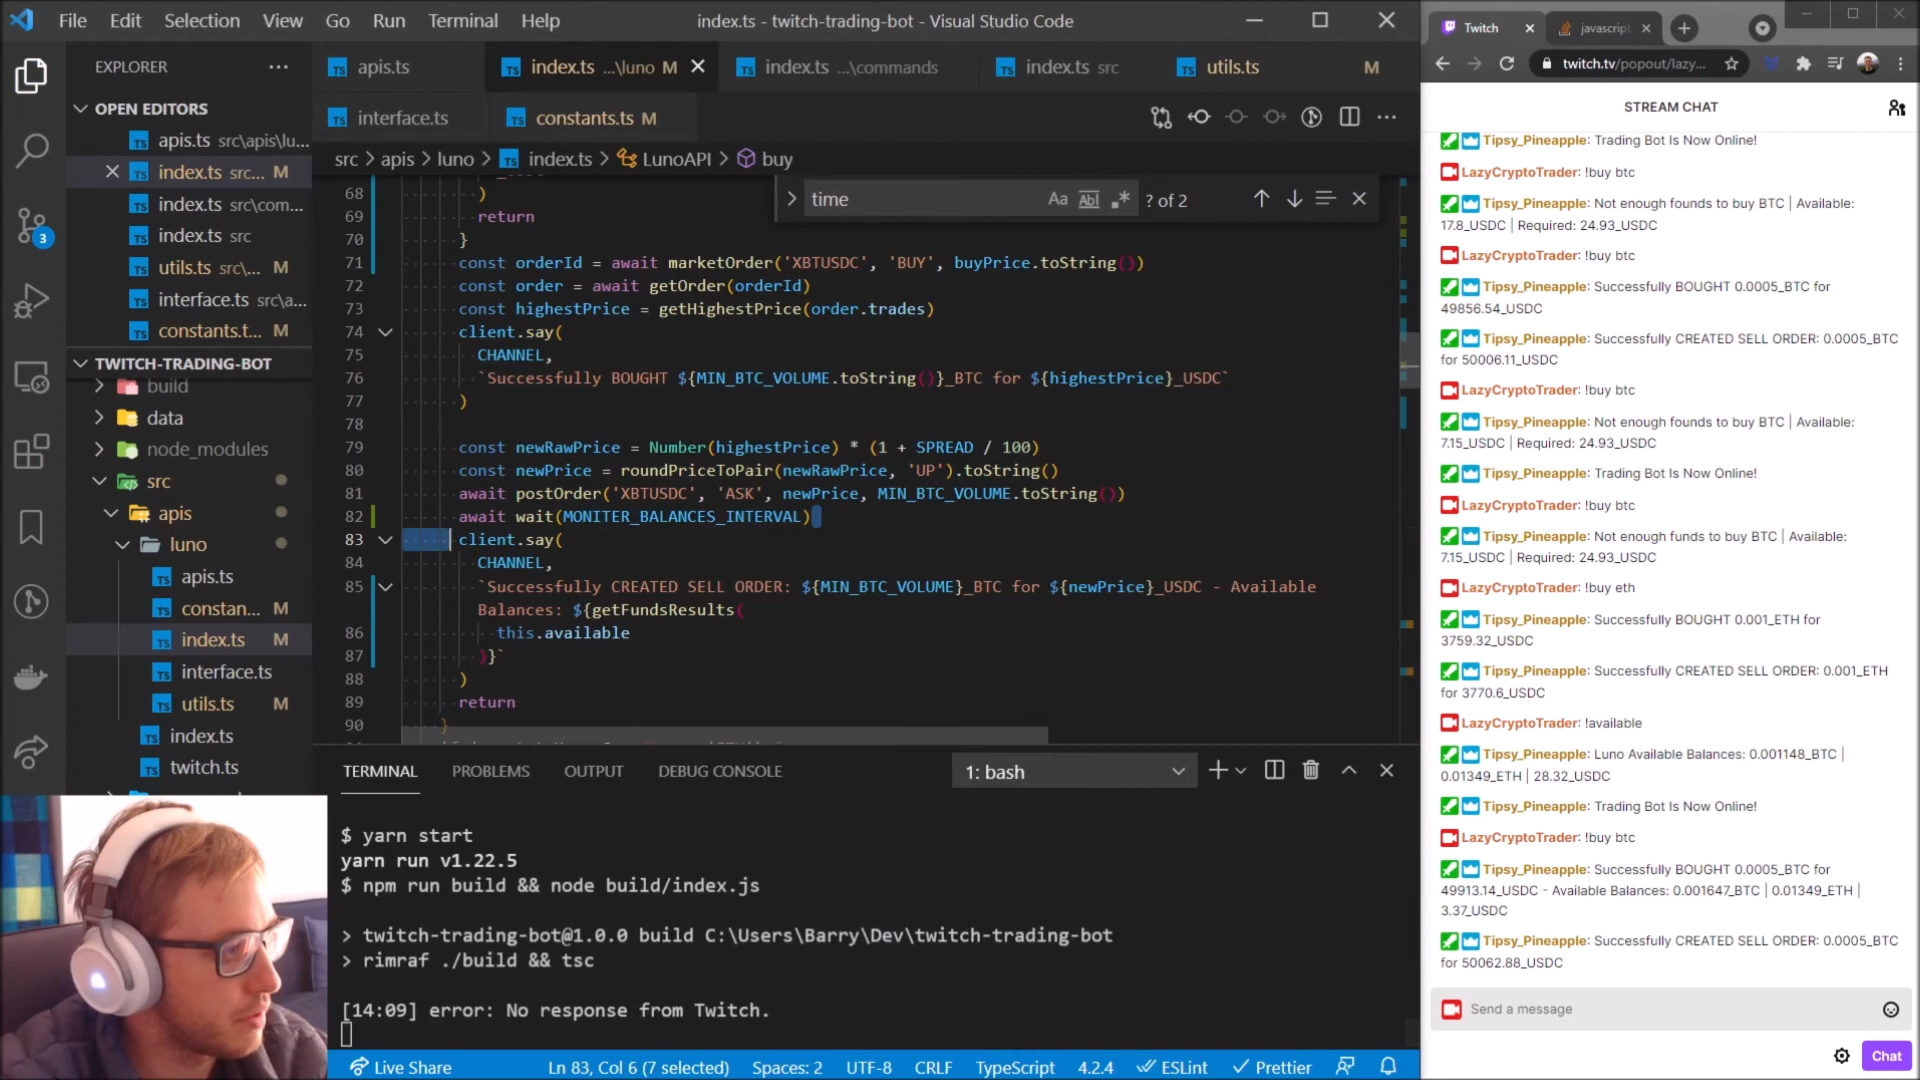 File Edit Selection View Go Run Terminal Help
index.ts - twitch-trading-bot - Visual Studio Code
EXPLORER
OPEN EDITORS
apis.ts src\apis\lu...
index.ts src... M
index.ts src\com...
index.ts src
utils.ts src\... M
interface.ts src\a...
constants.t... M
TWITCH-TRADING-BOT
build
data
node_modules
src
apis
luno
apis.ts
constan... M
index.ts M
interface.ts
utils.ts M
index.ts
twitch.ts
3
apis.ts
index.ts ...\luno M
index.ts ...\commands
index.ts src
utils.ts M
interface.ts
constants.ts M
src > apis > luno > index.ts > LunoAPI > buy
time Aa Abl .* ? of 2
68 )
69 return
70 }
71 const orderId = await marketOrder('XBTUSDC', 'BUY', buyPrice.toString())
72 const order = await getOrder(orderId)
73 const highestPrice = getHighestPrice(order.trades)
74 client.say(
75 CHANNEL,
76 `Successfully BOUGHT ${MIN_BTC_VOLUME.toString()}_BTC for ${highestPrice}_USDC`
77 )
78
79 const newRawPrice = Number(highestPrice) * (1 + SPREAD / 100)
80 const newPrice = roundPriceToPair(newRawPrice, 'UP').toString()
81 await postOrder('XBTUSDC', 'ASK', newPrice, MIN_BTC_VOLUME.toString())
82 await wait(MONITER_BALANCES_INTERVAL)
83 client.say(
84 CHANNEL,
85 `Successfully CREATED SELL ORDER: ${MIN_BTC_VOLUME}_BTC for ${newPrice}_USDC - Available
Balances: ${getFundsResults(
86 this.available
87 )}`
88 )
89 return
90 }
TERMINAL PROBLEMS OUTPUT DEBUG CONSOLE
1: bash
$ yarn start
yarn run v1.22.5
$ npm run build && node build/index.js
> twitch-trading-bot@1.0.0 build C:\Users\Barry\Dev\twitch-trading-bot
> rimraf ./build && tsc
[14:09] error: No response from Twitch.
Live Share
Ln 83, Col 6 (7 selected) Spaces: 2 UTF-8 CRLF TypeScript 4.2.4 ESLint Prettier
Twitch
javascript
twitch.tv/popout/lazy...
STREAM CHAT
Tipsy_Pineapple: Trading Bot Is Now Online!
LazyCryptoTrader: !buy btc
Tipsy_Pineapple: Not enough founds to buy BTC | Available:
17.8_USDC | Required: 24.93_USDC
LazyCryptoTrader: !buy btc
Tipsy_Pineapple: Successfully BOUGHT 0.0005_BTC for
49856.54_USDC
Tipsy_Pineapple: Successfully CREATED SELL ORDER: 0.0005_BTC
for 50006.11_USDC
LazyCryptoTrader: !buy btc
Tipsy_Pineapple: Not enough founds to buy BTC | Available:
7.15_USDC | Required: 24.93_USDC
Tipsy_Pineapple: Trading Bot Is Now Online!
LazyCryptoTrader: !buy btc
Tipsy_Pineapple: Not enough funds to buy BTC | Available:
7.15_USDC | Required: 24.93_USDC
LazyCryptoTrader: !buy eth
Tipsy_Pineapple: Successfully BOUGHT 0.001_ETH for
3759.32_USDC
Tipsy_Pineapple: Successfully CREATED SELL ORDER: 0.001_ETH
for 3770.6_USDC
LazyCryptoTrader: !available
Tipsy_Pineapple: Luno Available Balances: 0.001148_BTC |
0.01349_ETH | 28.32_USDC
Tipsy_Pineapple: Trading Bot Is Now Online!
LazyCryptoTrader: !buy btc
Tipsy_Pineapple: Successfully BOUGHT 0.0005_BTC for
49913.14_USDC - Available Balances: 0.001647_BTC | 0.01349_ETH |
3.37_USDC
Tipsy_Pineapple: Successfully CREATED SELL ORDER: 0.0005_BTC
for 50062.88_USDC
Send a message
Chat